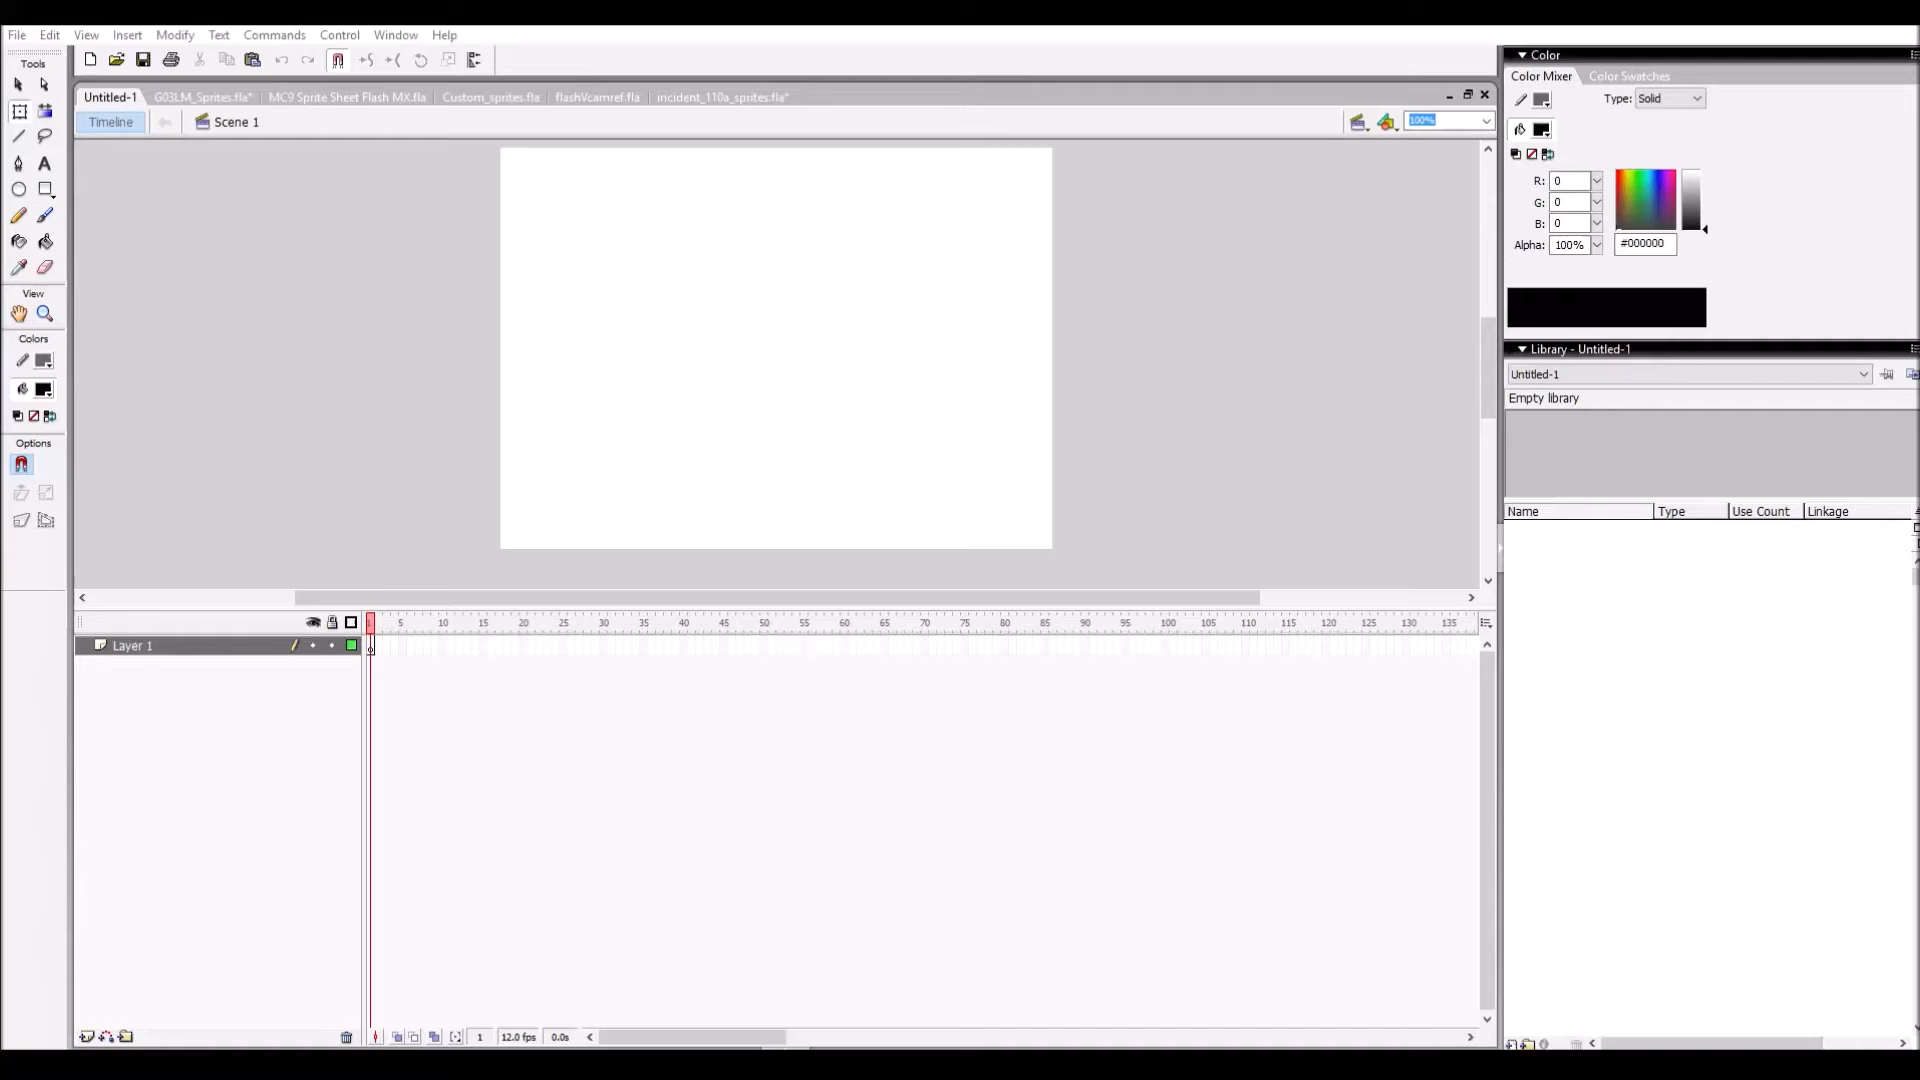 File Edit View Insert Modify Text Commands Control Window Help
Tools
Untitled-1 G03LM_Sprites.fla* MC9 Sprite Sheet Flash MX.fla Custom_sprites.fla flashVcamref.fla incident_110a_sprites.fla*
Timeline Scene 1 100%
View
Colors
Options
Color
Color Mixer Color Swatches
Type: Solid
R: 0
G: 0
B: 0
Alpha: 100% #000000
Library - Untitled-1
Untitled-1
Empty library
Name Type Use Count Linkage
1 5 10 15 20 25 30 35 40 45 50 55 60 65 70 75 80 85 90 95 100 105 110 115 120 125 130 135
Layer 1
1 12.0 fps 0.0s